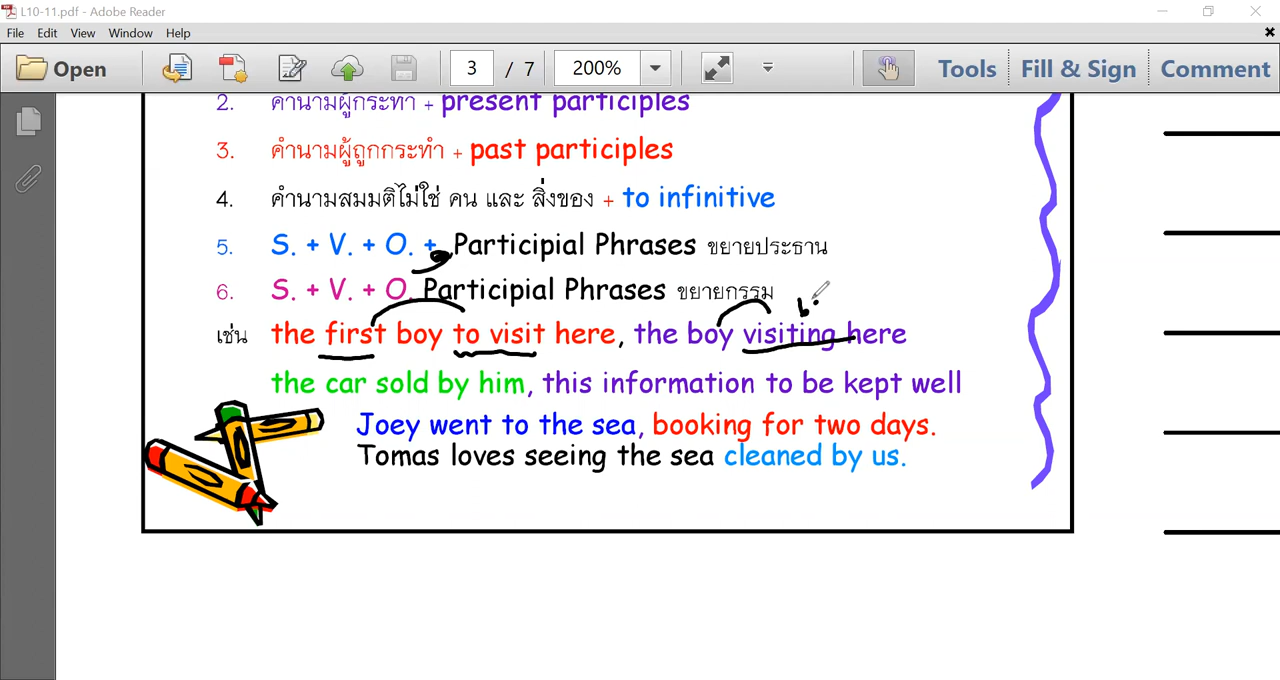 L10-11.pdf - Adobe Reader
File Edit View Window Help
Open 3 / 7 200% Tools Fill & Sign Comment
2. คำนามผู้กระทำ + present participles
3. คำนามผู้ถูกกระทำ + past participles
4. คำนามสมมติไม่ใช่ คน และ สิ่งของ + to infinitive
5. S. + V. + O. + Participial Phrases ขยายประธาน
6. S. + V. + O. Participial Phrases ขยายกรรม
เช่น the first boy to visit here, the boy visiting here
the car sold by him, this information to be kept well
Joey went to the sea, booking for two days.
Tomas loves seeing the sea cleaned by us.